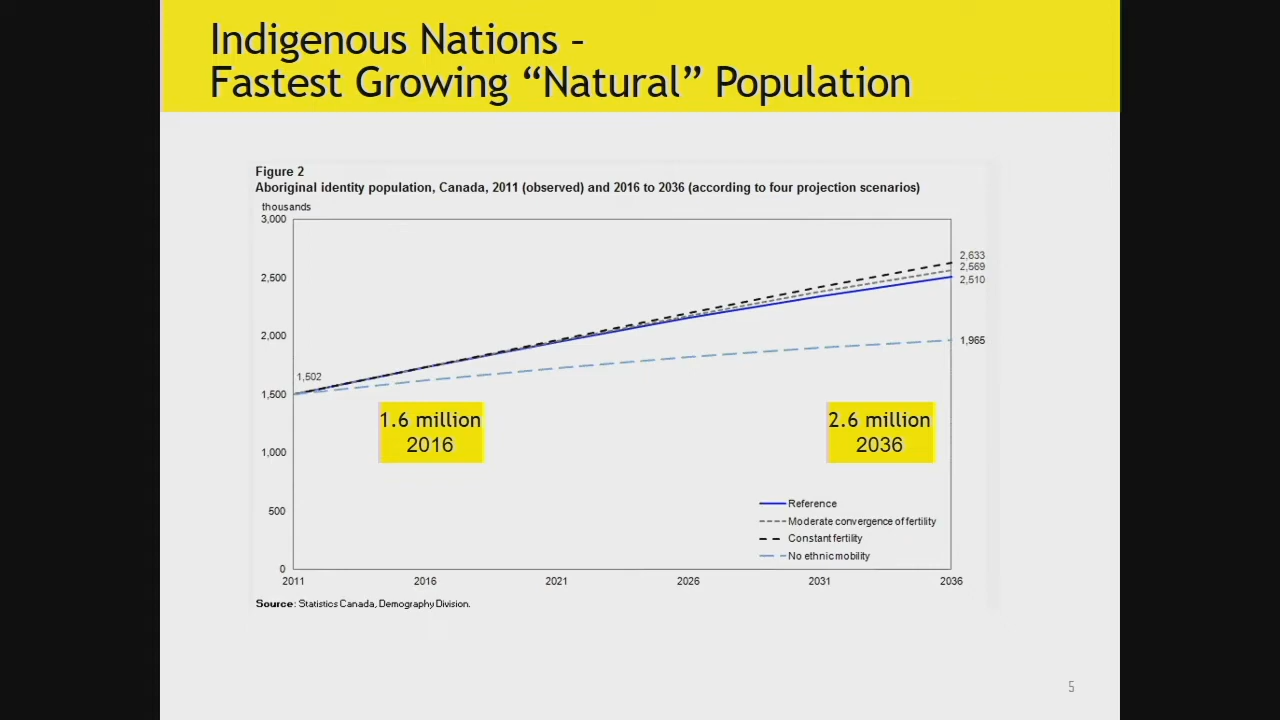 Indigenous Nations –
Fastest Growing “Natural” Population
Figure 2
Aboriginal identity population, Canada, 2011 (observed) and 2016 to 2036 (according to four projection scenarios)
thousands
3,000
2,500
2,000
1,500
1,000
500
0
1,502
2,633
2,569
2,510
1,965
1.6 million
2016
2.6 million
2036
Reference
Moderate convergence of fertility
Constant fertility
No ethnic mobility
2011 2016 2021 2026 2031 2036
Source: Statistics Canada, Demography Division.
5